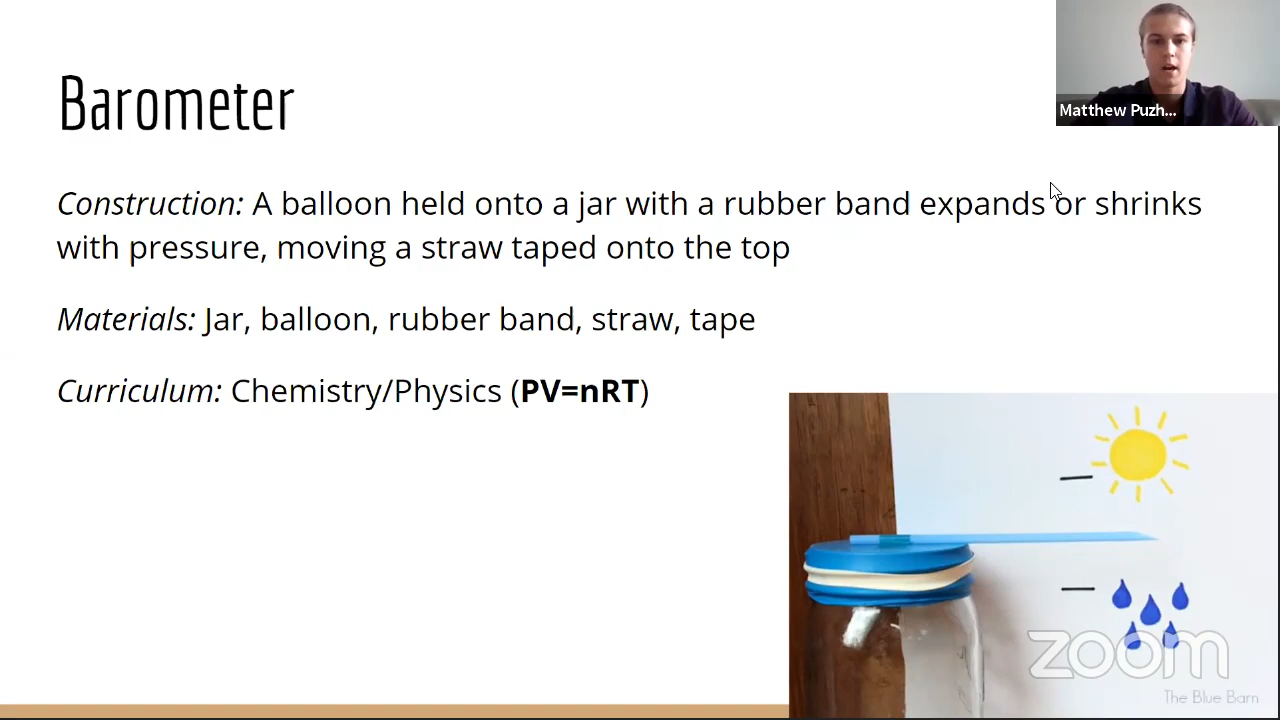 Barometer
Matthew Puzh...
Construction: A balloon held onto a jar with a rubber band expands or shrinks
with pressure, moving a straw taped onto the top
Materials: Jar, balloon, rubber band, straw, tape
Curriculum: Chemistry/Physics (PV=nRT)
zoom
The Blue Barn